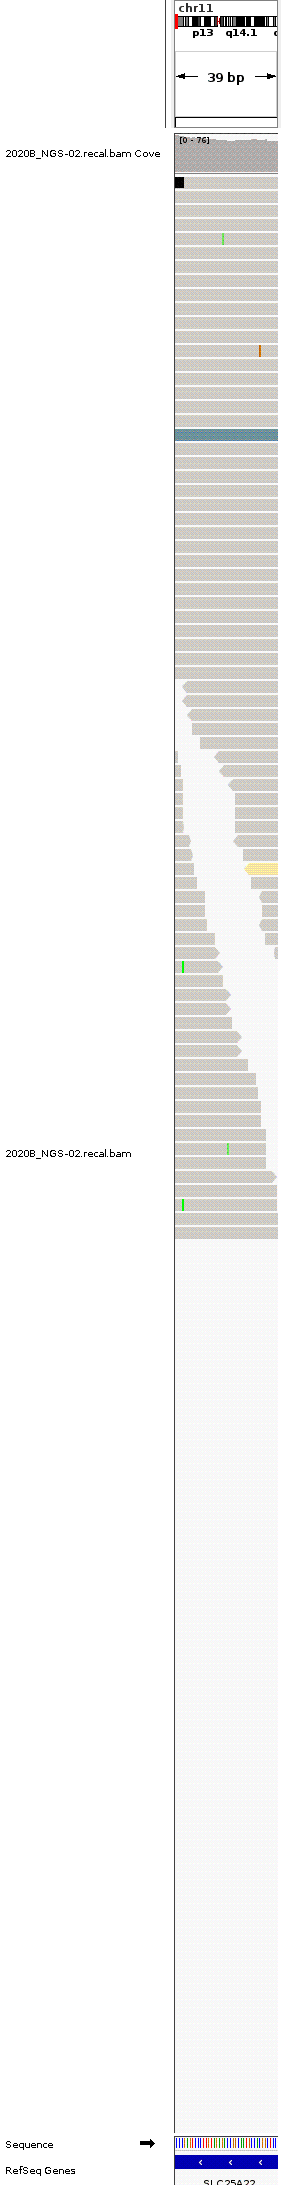 chr11
p13 q14.1
39 bp
[0 - 76]
2020B_NGS-02.recal.bam Cove
2020B_NGS-02.recal.bam
Sequence
RefSeq Genes
SLC25A22